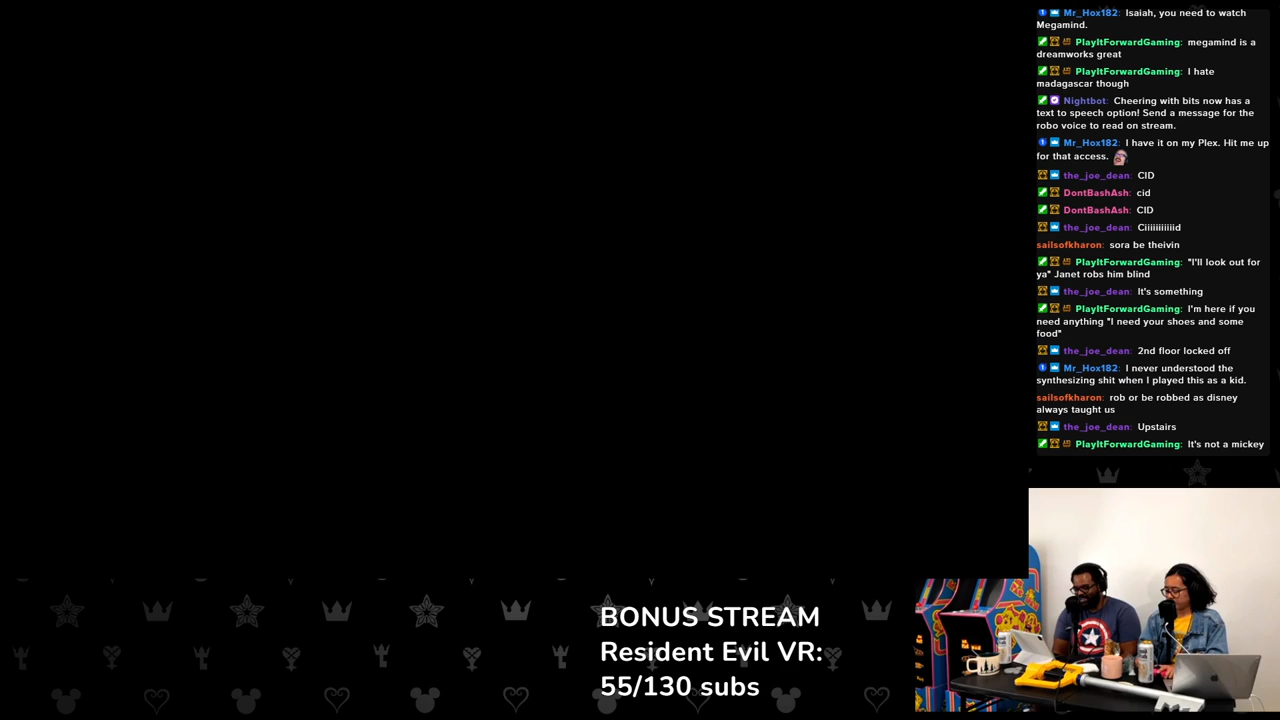 Mr_Hox182: Isaiah, you need to watch
Megamind.
PlayItForwardGaming: megamind is a
dreamworks great
PlayItForwardGaming: I hate
madagascar though
Nightbot: Cheering with bits now has a
text to speech option! Send a message for the
robo voice to read on stream.
Mr_Hox182: I have it on my Plex. Hit me up
for that access.
the_joe_dean: CID
DontBashAsh: cid
DontBashAsh: CID
the_joe_dean: Ciiiiiiiiiiid
sailsofkharon: sora be theivin
PlayItForwardGaming: "I'll look out for
ya" Janet robs him blind
the_joe_dean: It's something
PlayItForwardGaming: I'm here if you
need anything "I need your shoes and some
food"
the_joe_dean: 2nd floor locked off
Mr_Hox182: I never understood the
synthesizing shit when I played this as a kid.
sailsofkharon: rob or be robbed as disney
always taught us
the_joe_dean: Upstairs
PlayItForwardGaming: It's not a mickey
BONUS STREAM
Resident Evil VR:
55/130 subs